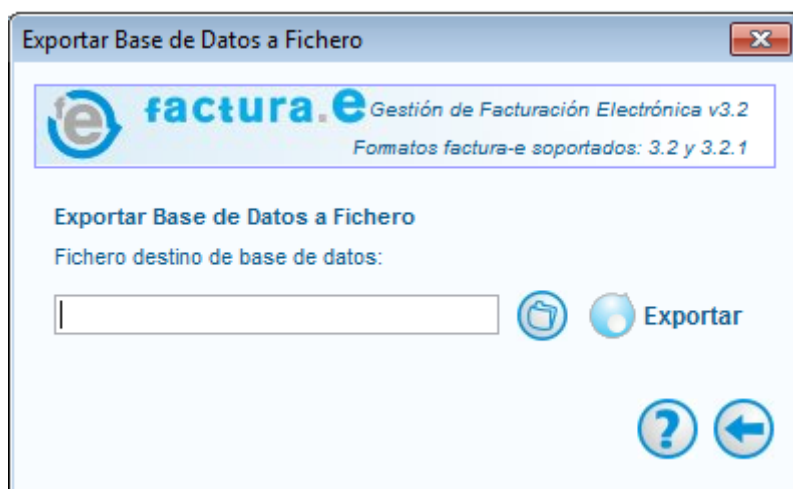 Exportar Base de Datos a Fichero
factura.e Gestión de Facturación Electrónica v3.2
Formatos factura-e soportados: 3.2 y 3.2.1
Exportar Base de Datos a Fichero
Fichero destino de base de datos:
Exportar